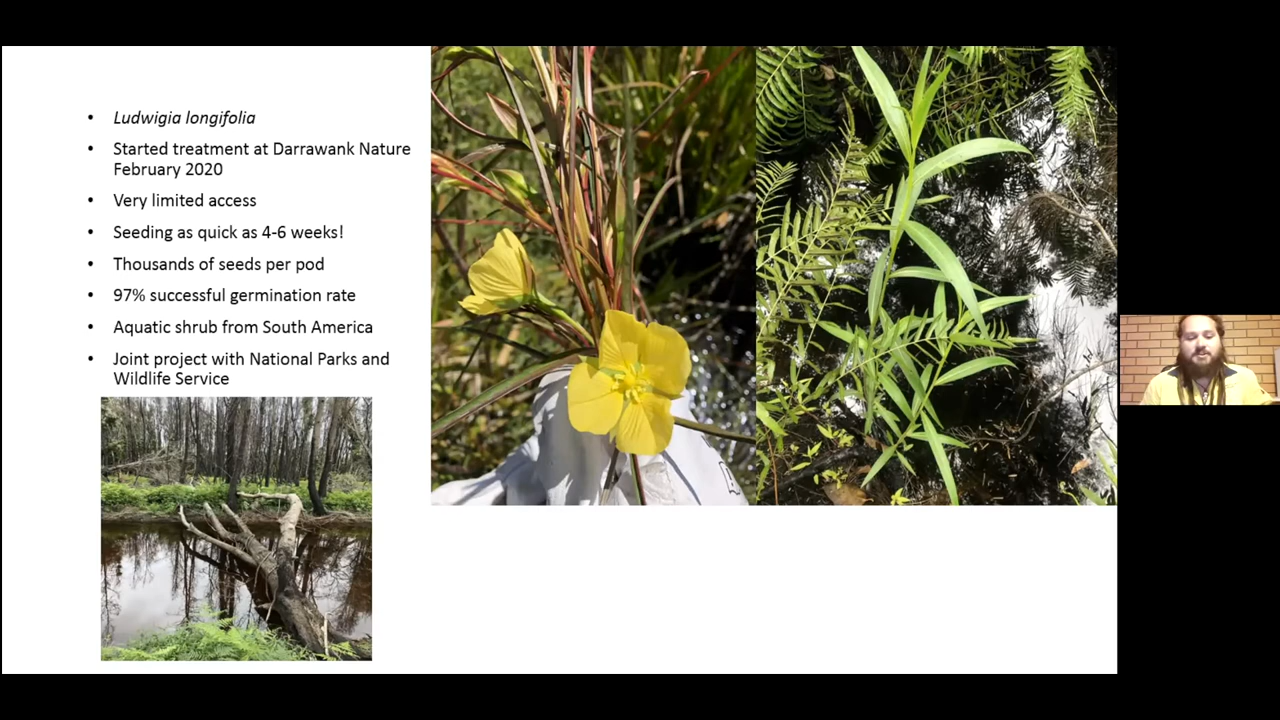 • Ludwigia longifolia
• Started treatment at Darrawank Nature
February 2020
• Very limited access
• Seeding as quick as 4-6 weeks!
• Thousands of seeds per pod
• 97% successful germination rate
• Aquatic shrub from South America
• Joint project with National Parks and
Wildlife Service